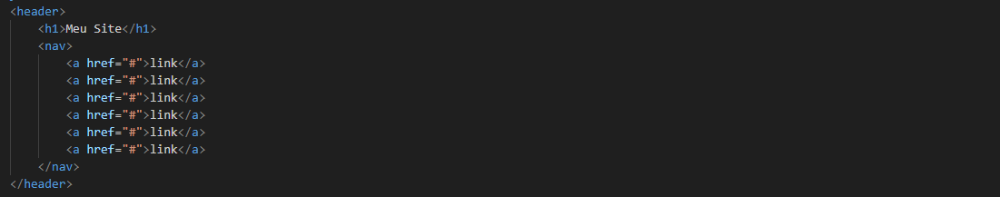 <header>
<h1>Meu Site</h1>
<nav>
<a href="#">link</a>
<a href="#">link</a>
<a href="#">link</a>
<a href="#">link</a>
<a href="#">link</a>
<a href="#">link</a>
</nav>
</header>